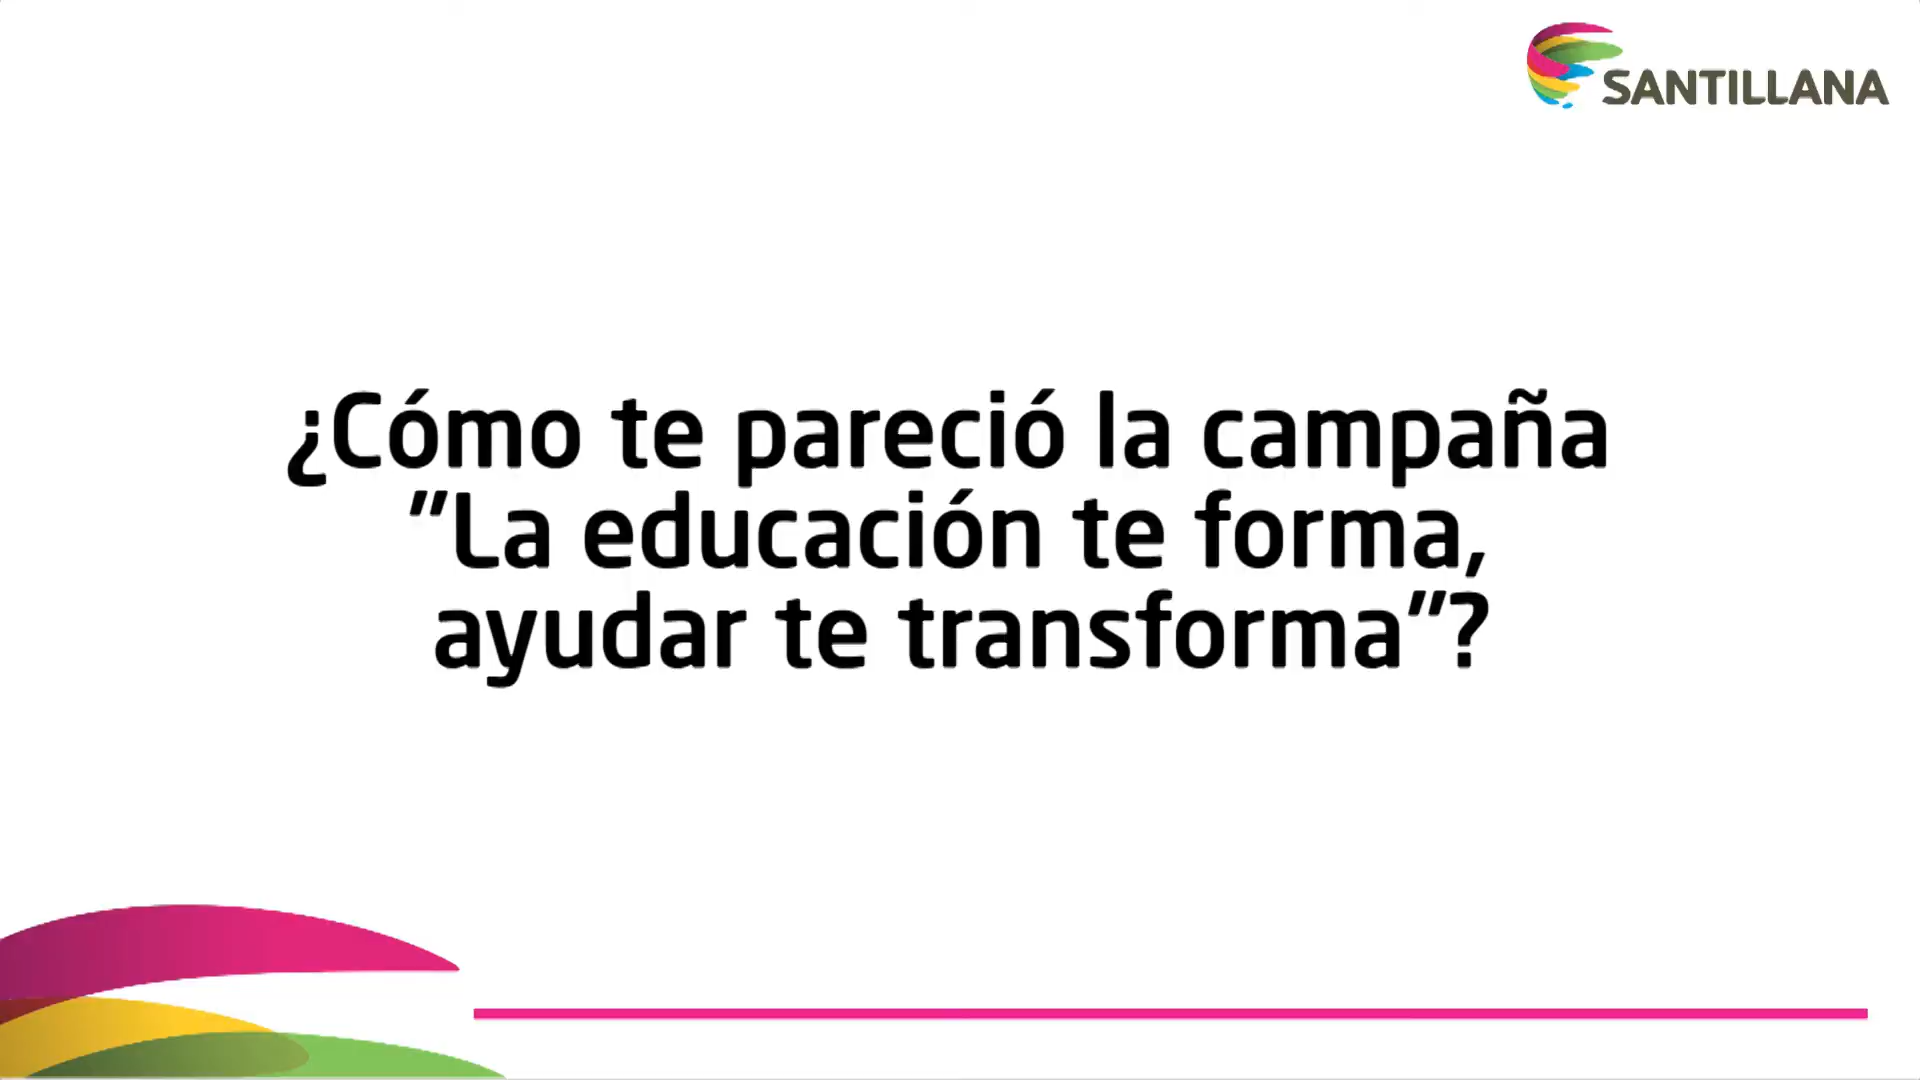 SANTILLANA
¿Cómo te pareció la campaña
"La educación te forma,
ayudar te transforma"?